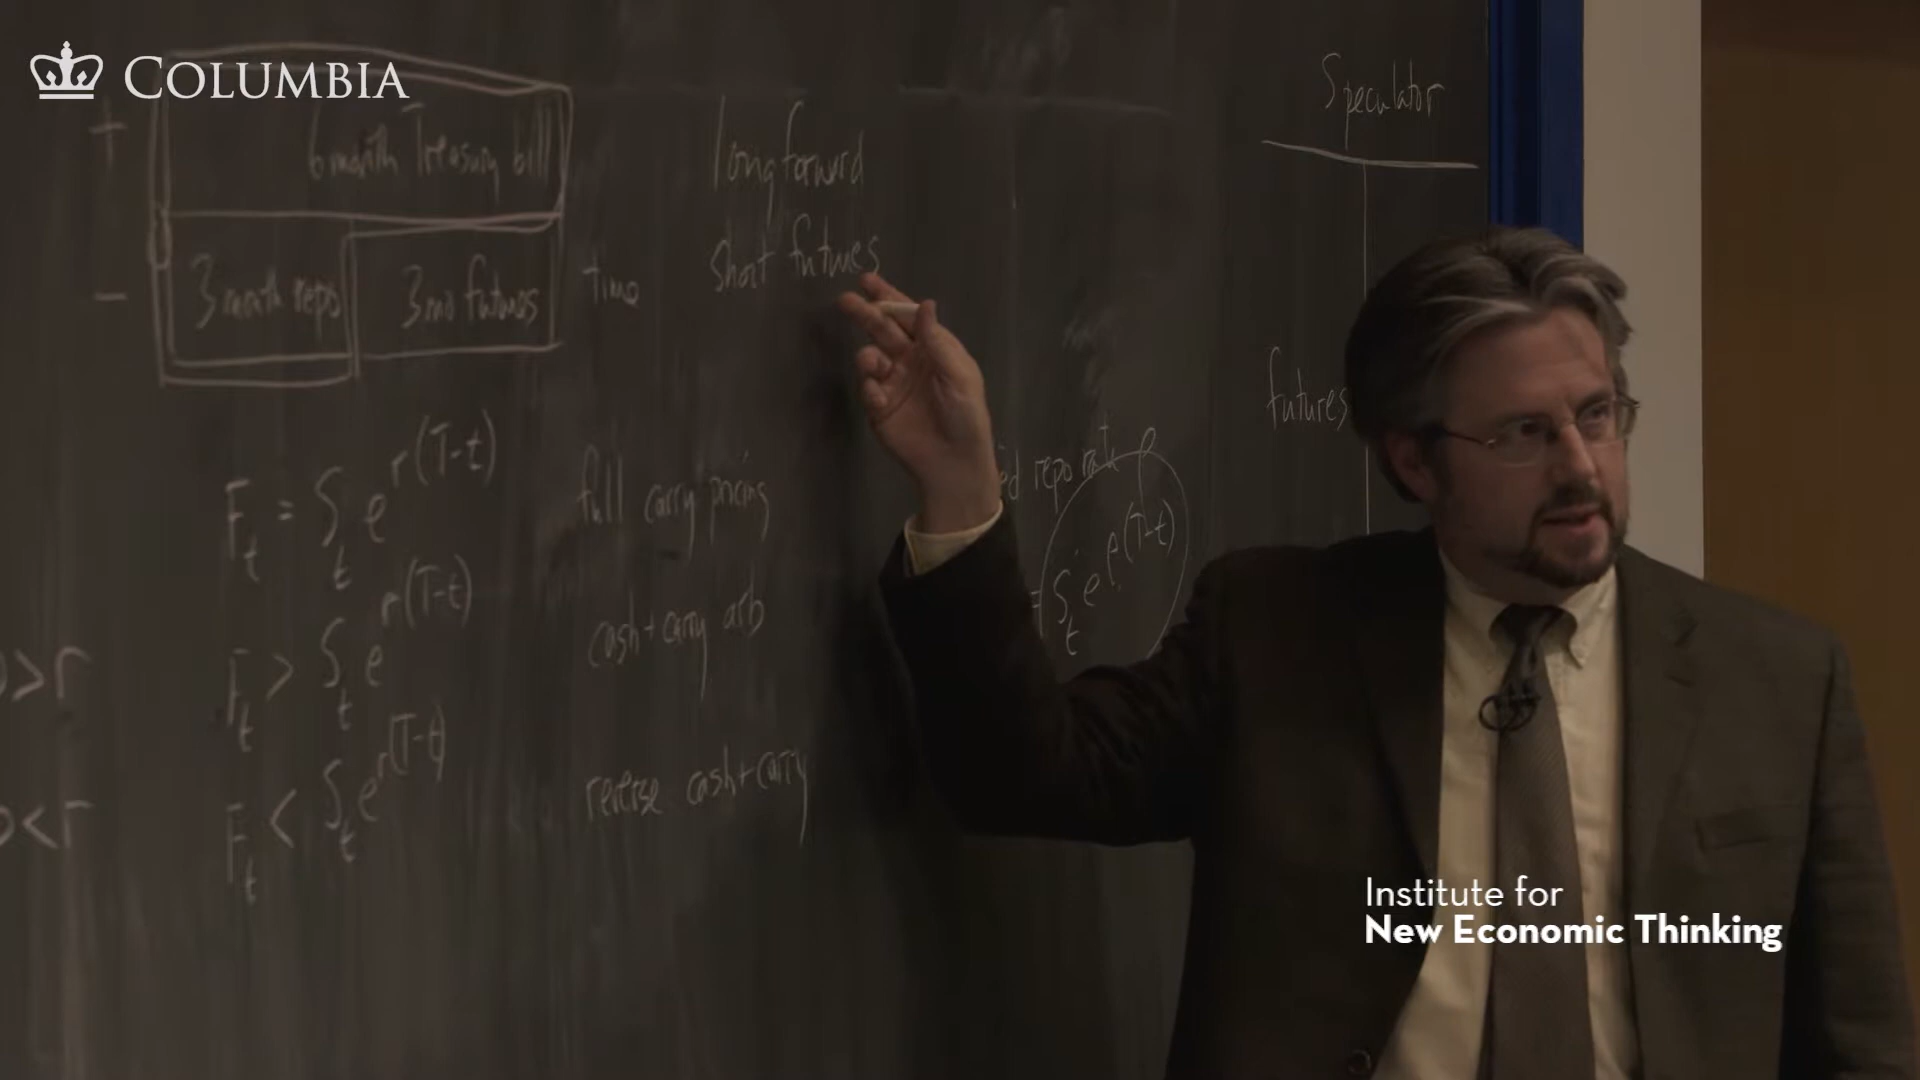 COLUMBIA
+
6 month Treasury bill
-
3 month repo
3 mo futures
Time
long forward
short futures
Speculator
futures
F_t = S_t e^{r(T-t)} full carry pricing
F_t > S_t e^{r(T-t)} cash+carry arb
F_t < S_t e^{r(T-t)} reverse cash+carry
>r
<r
repo rate ρ
S_t e^{ρ(T-t)}
Institute for
New Economic Thinking